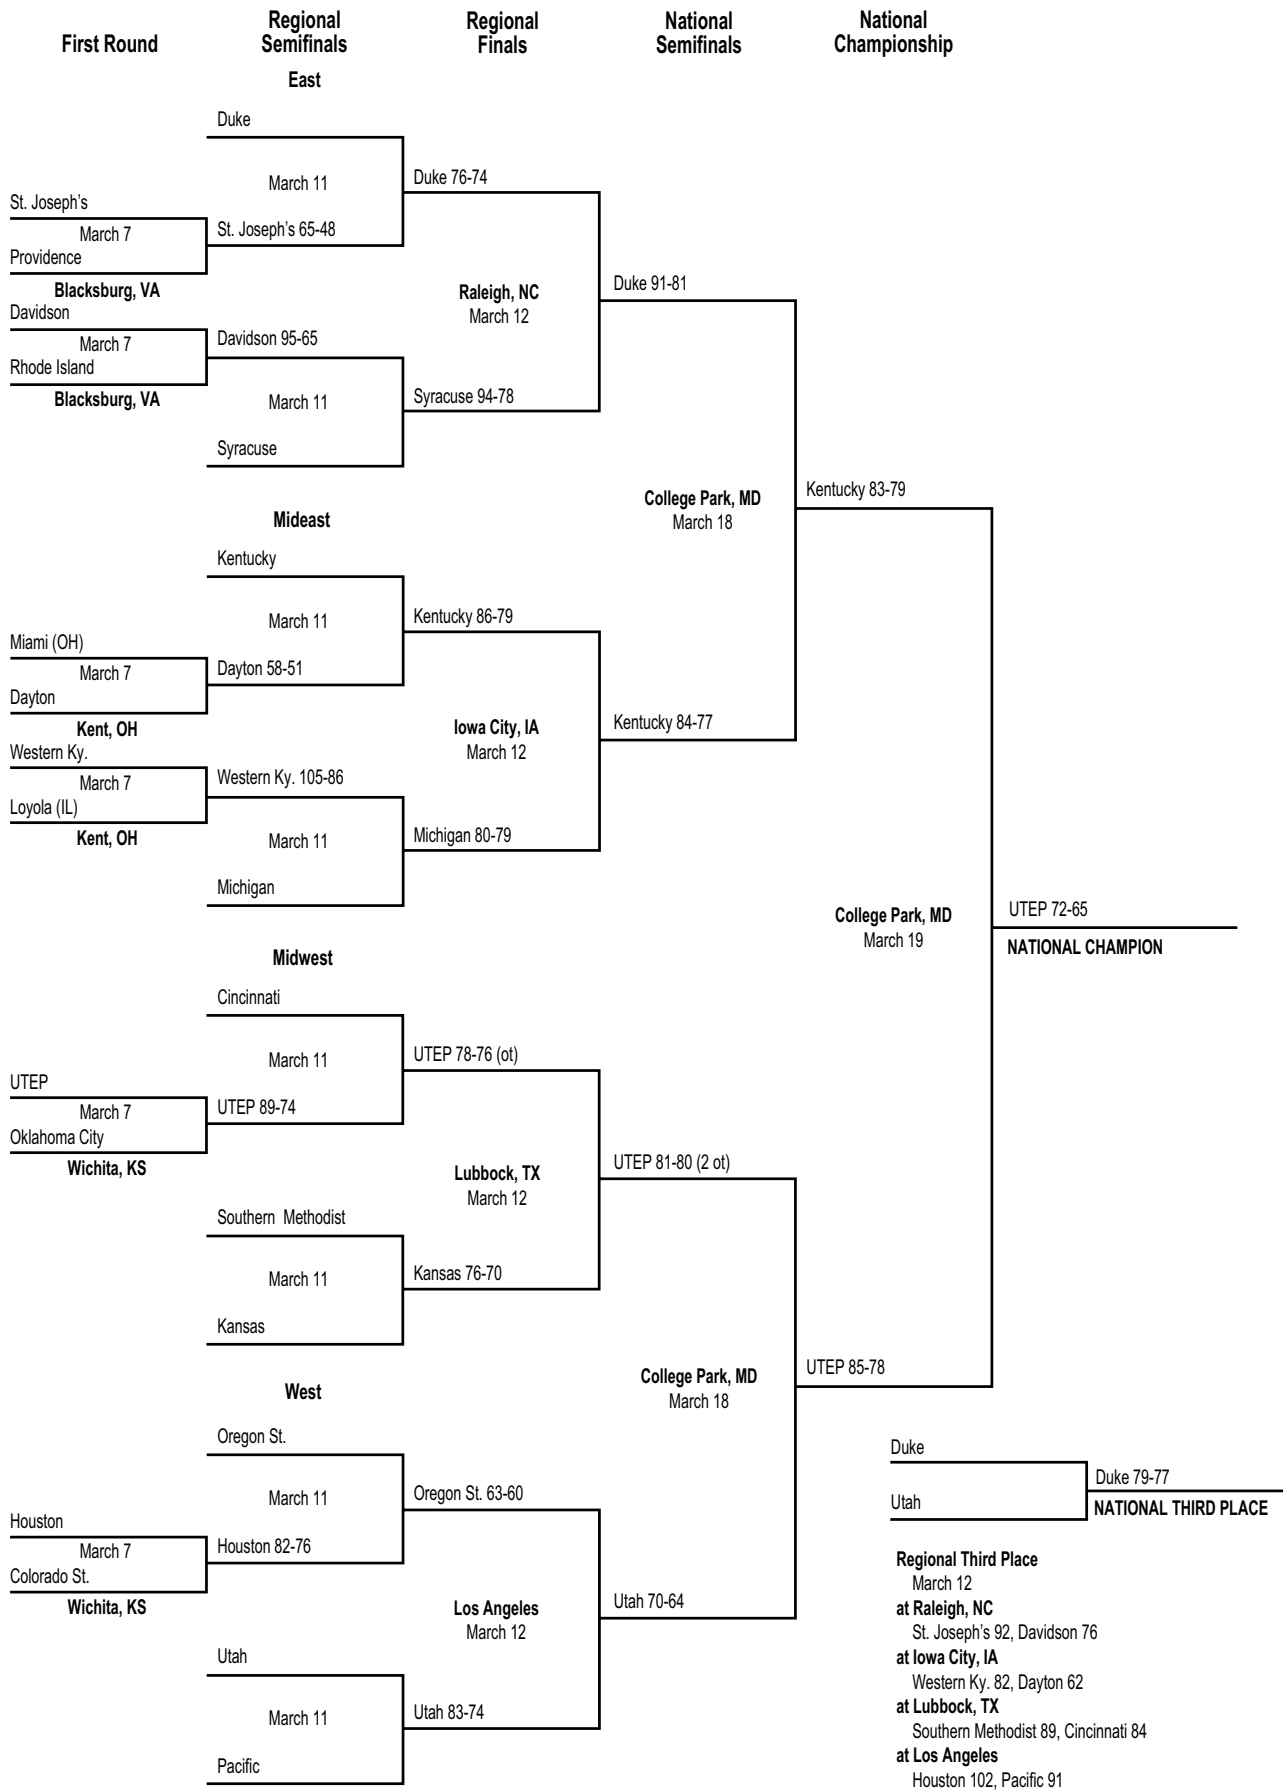 First Round
Regional
Semifinals
Regional
Finals
National
Semifinals
National
Championship
East
Duke
March 11
Duke 76-74
St. Joseph's
March 7
St. Joseph's 65-48
Providence
Blacksburg, VA
Raleigh, NC
March 12
Duke 91-81
Davidson
March 7
Davidson 95-65
Rhode Island
Blacksburg, VA
March 11
Syracuse 94-78
Syracuse
College Park, MD
March 18
Kentucky 83-79
Mideast
Kentucky
March 11
Kentucky 86-79
Miami (OH)
March 7
Dayton 58-51
Dayton
Kent, OH
Iowa City, IA
March 12
Kentucky 84-77
Western Ky.
March 7
Western Ky. 105-86
Loyola (IL)
Kent, OH
March 11
Michigan 80-79
Michigan
College Park, MD
March 19
UTEP 72-65
NATIONAL CHAMPION
Midwest
Cincinnati
March 11
UTEP 78-76 (ot)
UTEP
March 7
UTEP 89-74
Oklahoma City
Wichita, KS
Lubbock, TX
March 12
UTEP 81-80 (2 ot)
Southern Methodist
March 11
Kansas 76-70
Kansas
College Park, MD
March 18
UTEP 85-78
West
Oregon St.
March 11
Oregon St. 63-60
Houston
March 7
Houston 82-76
Colorado St.
Wichita, KS
Los Angeles
March 12
Utah 70-64
Utah
March 11
Utah 83-74
Pacific
Duke
Duke 79-77
Utah
NATIONAL THIRD PLACE
Regional Third Place
March 12
at Raleigh, NC
St. Joseph's 92, Davidson 76
at Iowa City, IA
Western Ky. 82, Dayton 62
at Lubbock, TX
Southern Methodist 89, Cincinnati 84
at Los Angeles
Houston 102, Pacific 91